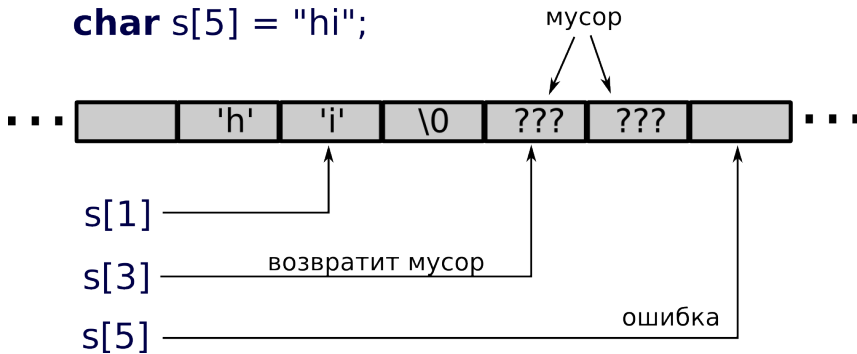 char s[5] = "hi";
мусор
... 'h' 'i' \0 ??? ??? ...
s[1]
s[3] возвратит мусор
s[5] ошибка